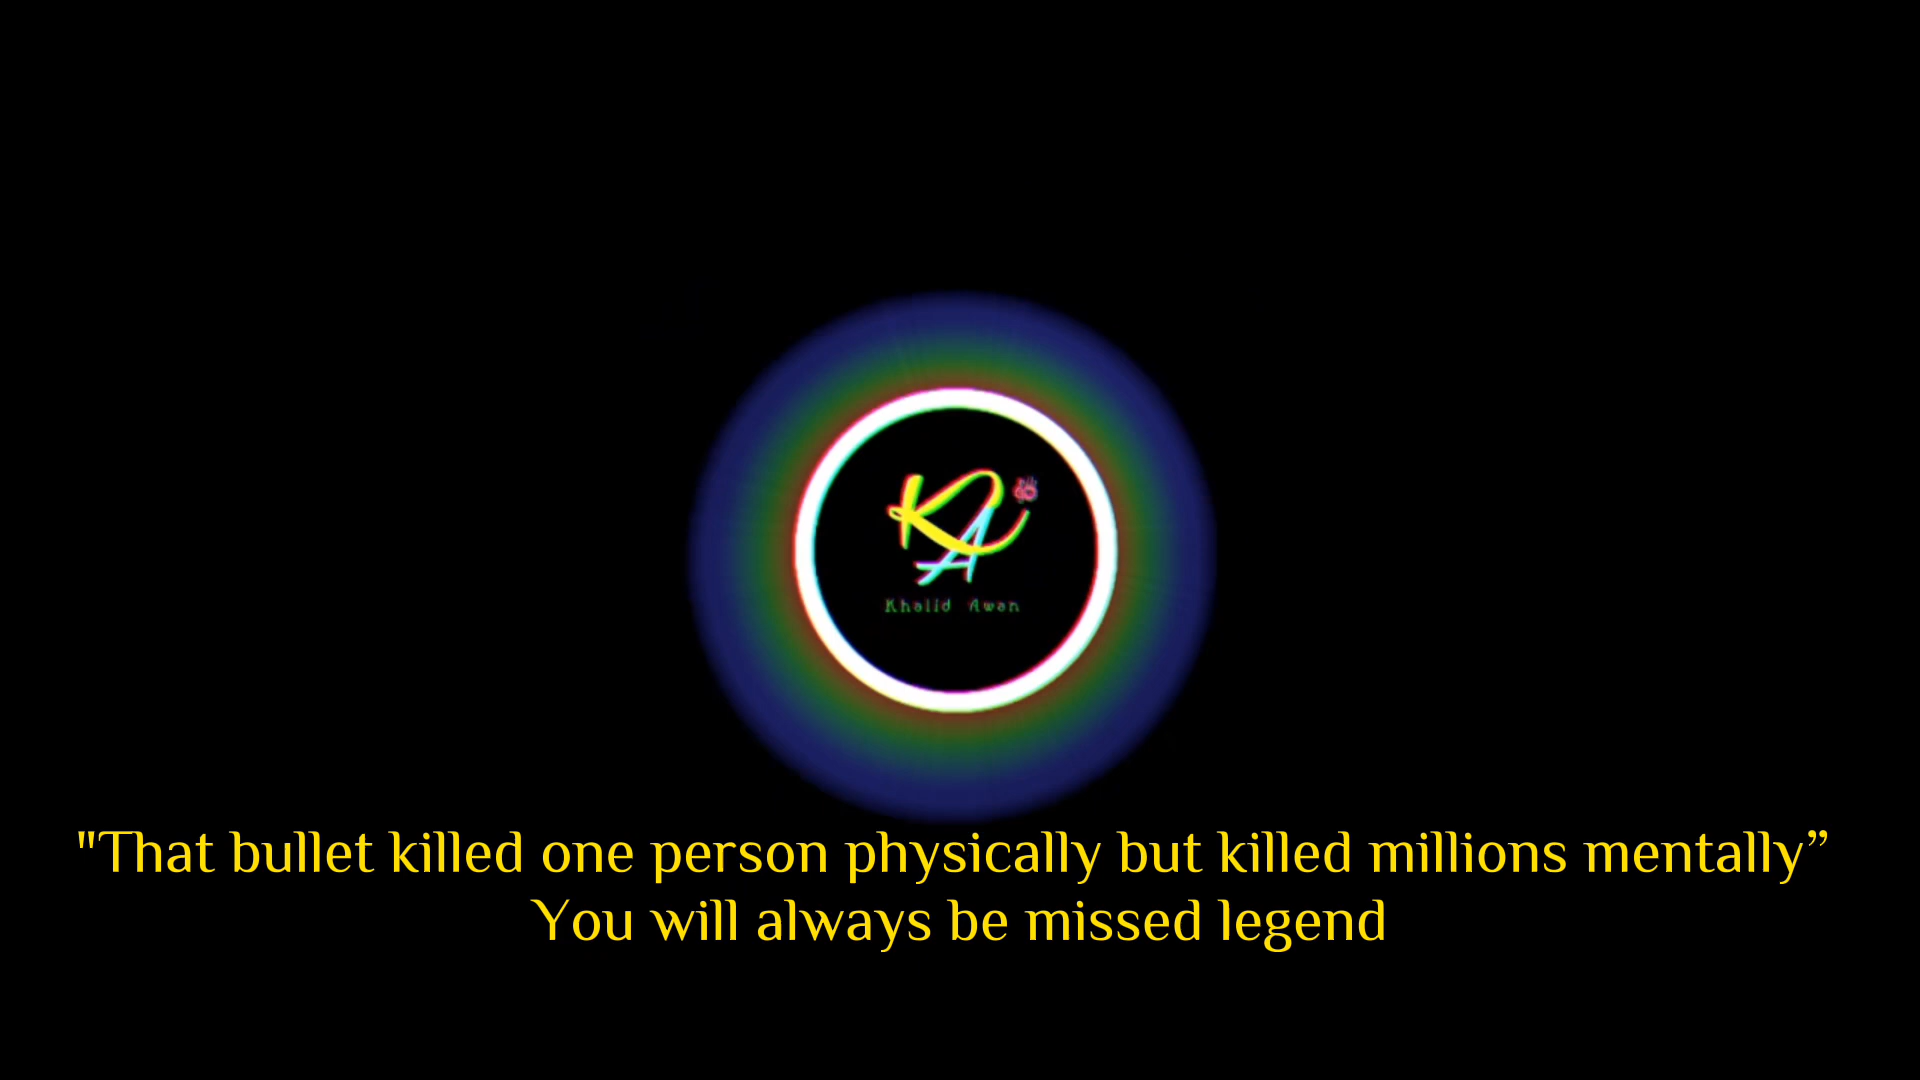 KA
Khalid Awan
"That bullet killed one person physically but killed millions mentally”
You will always be missed legend